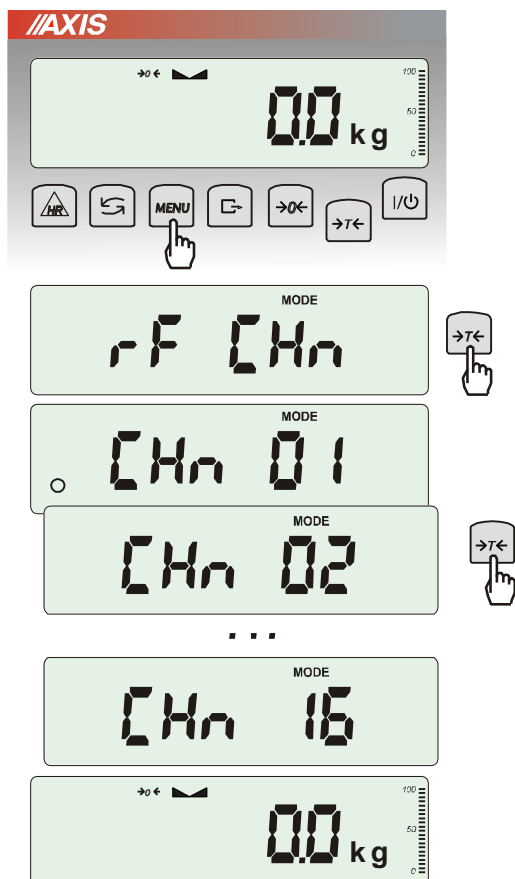 //AXIS
→0←
100
50
0
0.0 kg
HR
MENU
→0←
→T←
I/⏻
MODE
rF CHn
→T←
MODE
CHn 01
MODE
CHn 02
→T←
...
MODE
CHn 16
→0←
100
50
0
0.0 kg